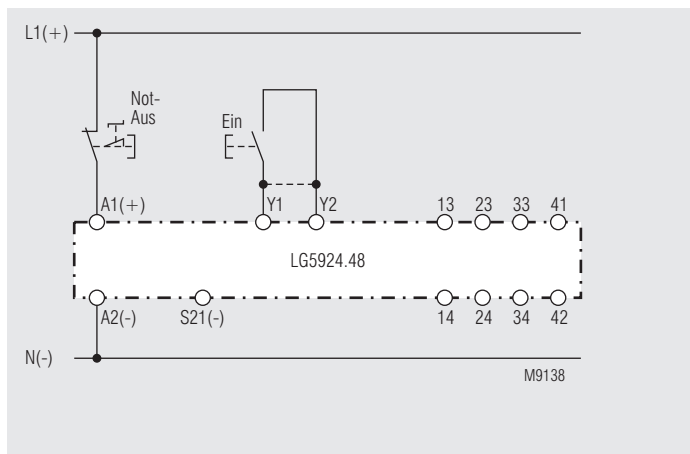 L1(+)
Not-
Aus
Ein
A1(+)
Y1
Y2
13
23
33
41
LG5924.48
A2(-)
S21(-)
14
24
34
42
N(-)
M9138